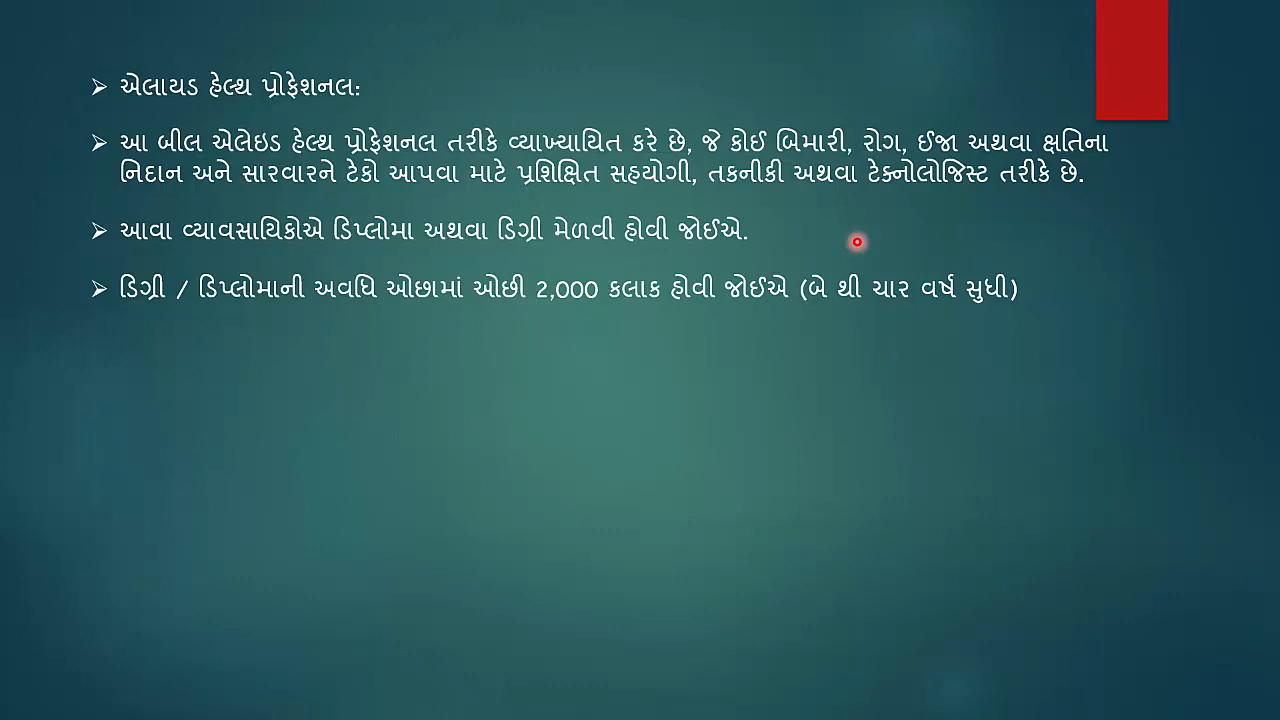 એલાયડ હેલ્થ પ્રોફેશનલ:
આ બીલ એલેઇડ હેલ્થ પ્રોફેશનલ તરીકે વ્યાખ્યાયિત કરે છે, જે કોઈ બિમારી, રોગ, ઈજા અથવા ક્ષતિના
નિદાન અને સારવારને ટેકો આપવા માટે પ્રશિક્ષિત સહયોગી, તકનીકી અથવા ટેક્નોલોજિસ્ટ તરીકે છે.
આવા વ્યાવસાયિકોએ ડિપ્લોમા અથવા ડિગ્રી મેળવી હોવી જોઈએ.
ડિગ્રી / ડિપ્લોમાની અવધિ ઓછામાં ઓછી 2,000 કલાક હોવી જોઈએ (બે થી ચાર વર્ષ સુધી)